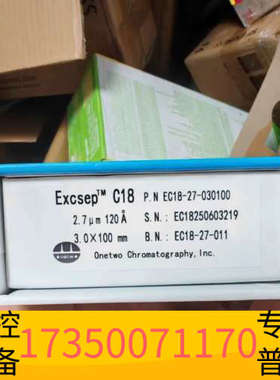 Excsep™ C18 P.N EC18-27-030100
2.7μm 120Å S.N.: EC18250603219
3.0×100 mm B.N.: EC18-27-011
Onetwo Chromatography, Inc.
控 专
备 17350071170 普